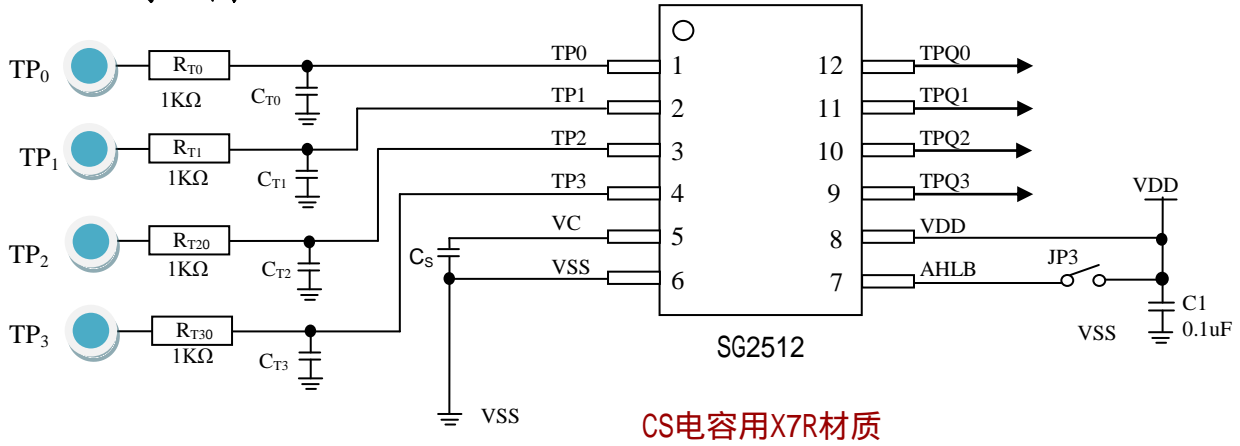 TP0 RT0 1KΩ CT0 TP0 1 12 TPQ0
TP1 RT1 1KΩ CT1 TP1 2 11 TPQ1
TP2 RT20 1KΩ CT2 TP2 3 10 TPQ2
TP3 RT30 1KΩ CT3 TP3 4 9 TPQ3
CS VC 5 8 VDD VDD
VSS 6 7 AHLB JP3
C1
0.1uF
VSS
SG2512
VSS
CS电容用X7R材质